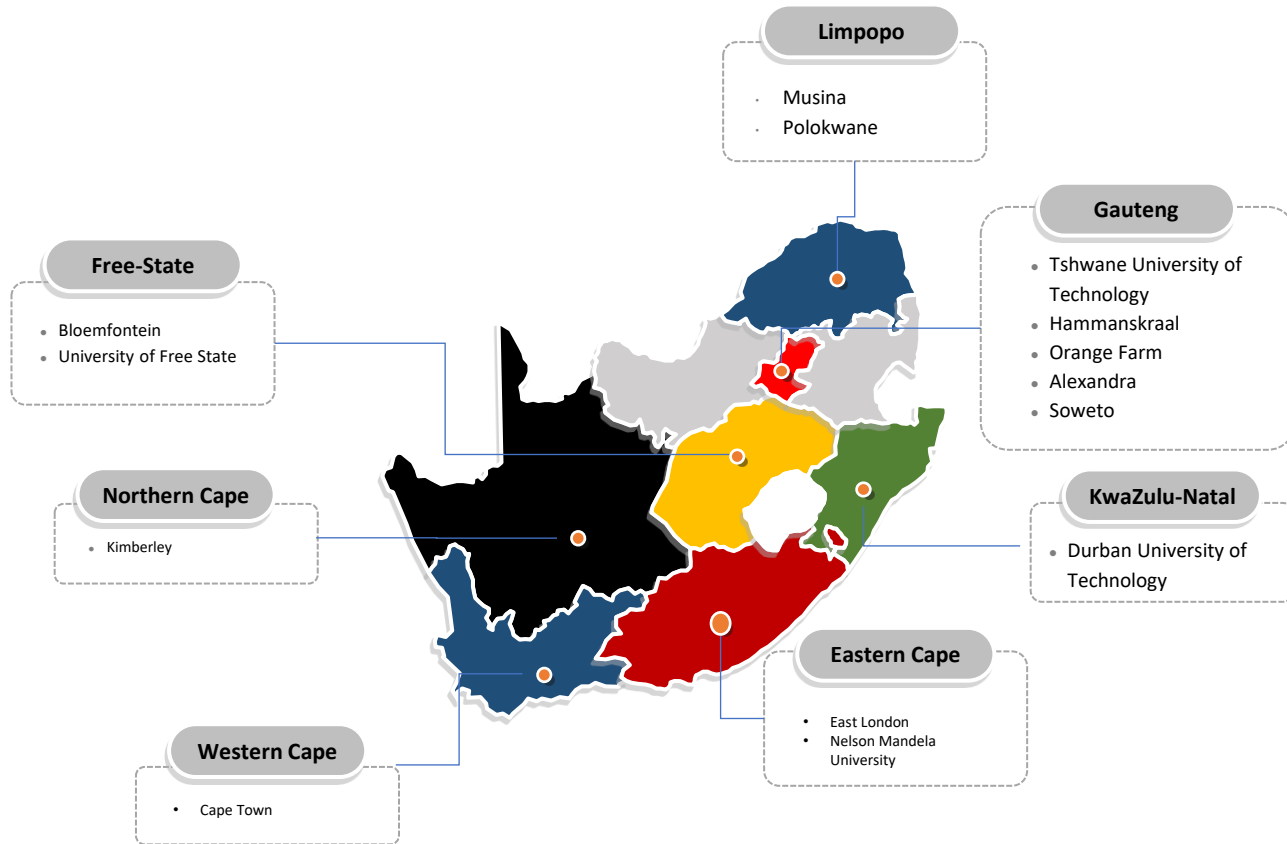 Limpopo
· Musina
· Polokwane
Gauteng
• Tshwane University of
Technology
• Hammanskraal
• Orange Farm
• Alexandra
• Soweto
Free-State
• Bloemfontein
• University of Free State
Northern Cape
• Kimberley
KwaZulu-Natal
• Durban University of
Technology
Eastern Cape
• East London
• Nelson Mandela
University
Western Cape
• Cape Town